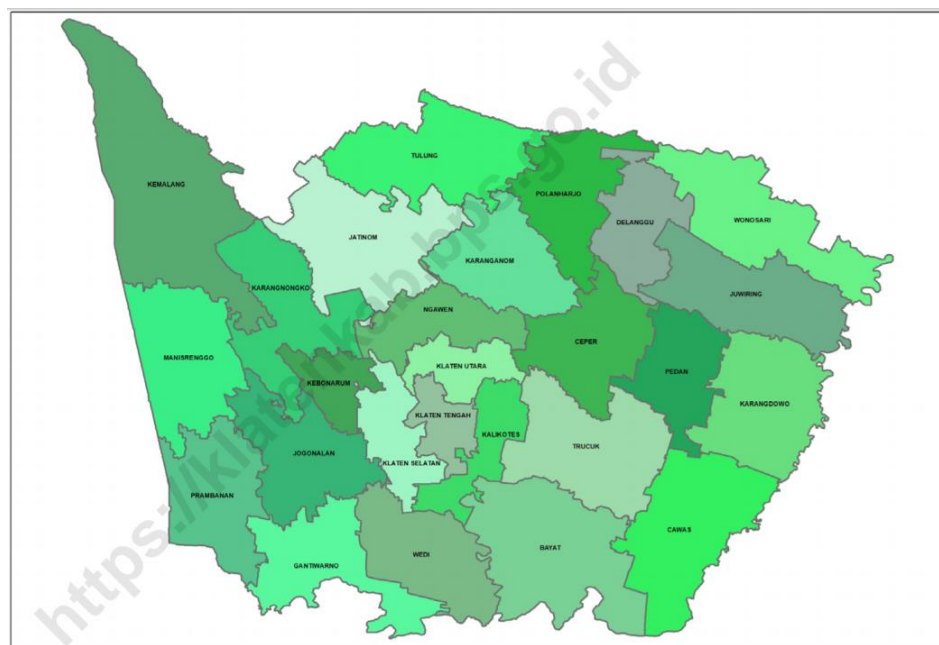 TULUNG
KEMALANG
POLANHARJO
WONOSARI
DELANGGU
JATINOM
KARANGANOM
KARANGNONGKO
JUWIRING
NGAWEN
CEPER
MANISRENGGO
KLATEN UTARA
PEDAN
KEBONARUM
KARANGDOWO
KLATEN TENGAH
KALIKOTES
TRUCUK
JOGONALAN
KLATEN SELATAN
PRAMBANAN
CAWAS
BAYAT
WEDI
GANTIWARNO
https://klatenkab.bps.go.id